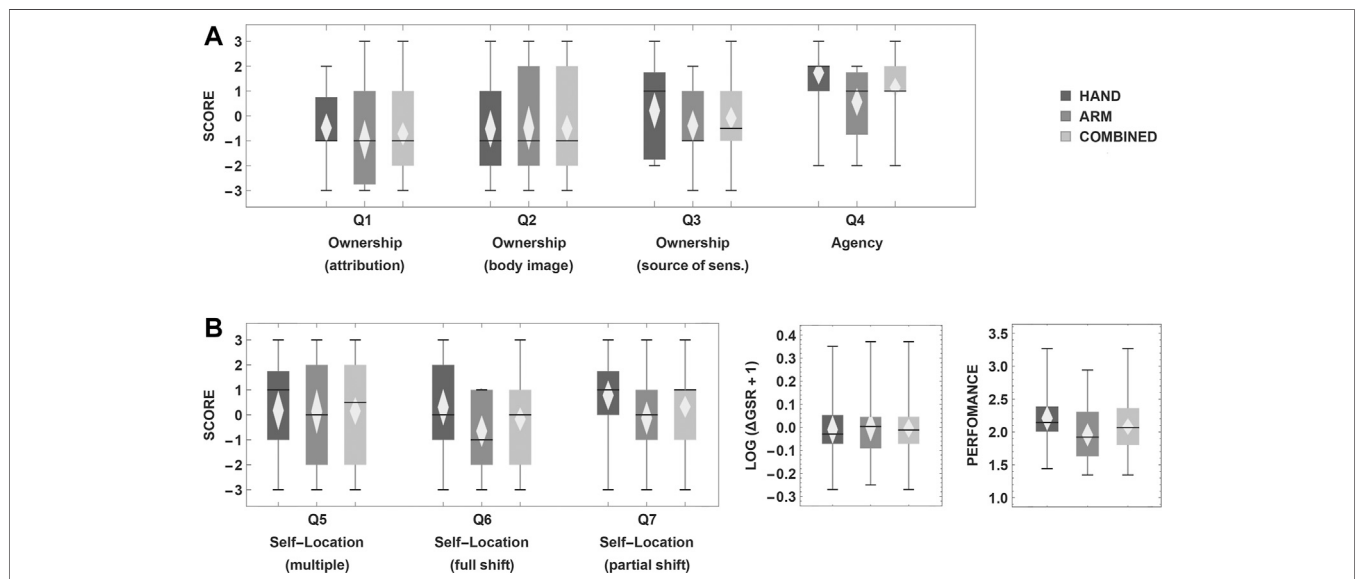 A
3
2
1
0
−1
−2
−3
SCORE
Q1
Ownership
(attribution)
Q2
Ownership
(body image)
Q3
Ownership
(source of sens.)
Q4
Agency
HAND
ARM
COMBINED
B
3
2
1
0
−1
−2
−3
SCORE
Q5
Self−Location
(multiple)
Q6
Self−Location
(full shift)
Q7
Self−Location
(partial shift)
0.4
0.3
0.2
0.1
0.0
−0.1
−0.2
−0.3
LOG (ΔGSR + 1)
3.5
3.0
2.5
2.0
1.5
1.0
PERFOMANCE